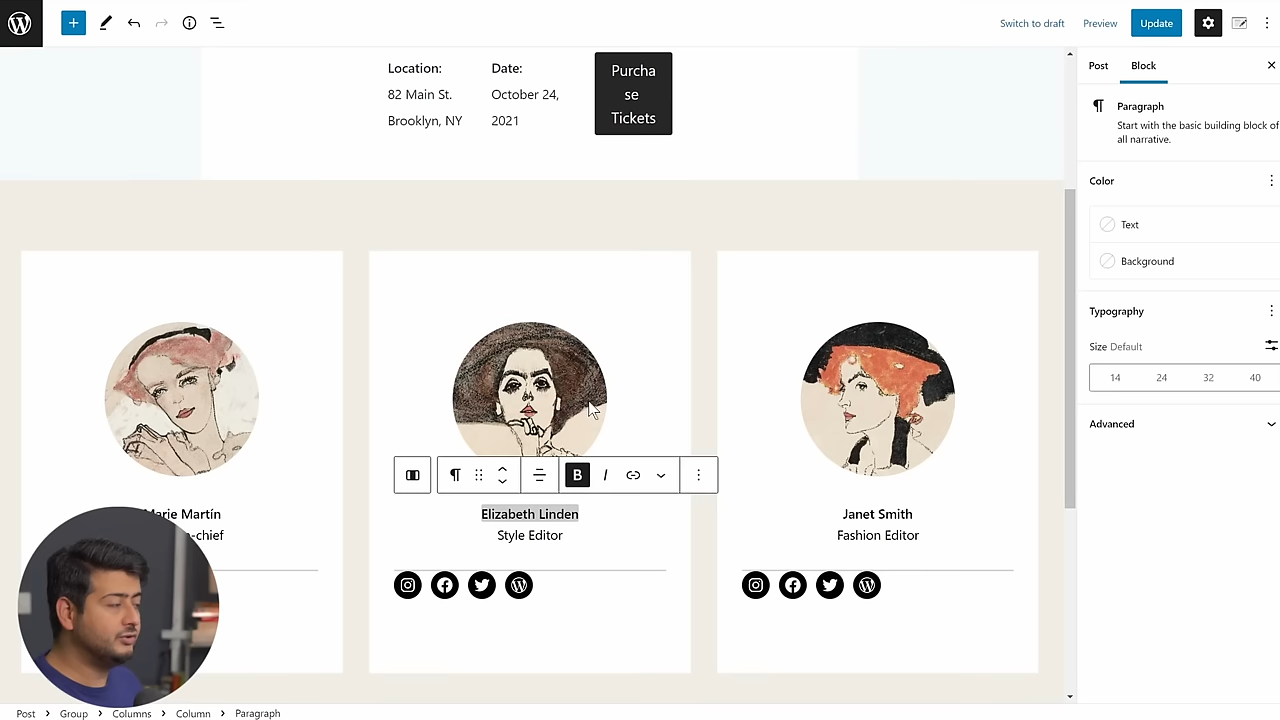 Switch to draft
Preview
Update
Location:
82 Main St.
Brooklyn, NY
Date:
October 24,
2021
Purcha
se
Tickets
Post
Block
Paragraph
Start with the basic building block of
all narrative.
Color
Text
Background
Typography
Size Default
14 24 32 40
Advanced
B I
Marie Martín
-chief
Elizabeth Linden
Style Editor
Janet Smith
Fashion Editor
Post Group Columns Column Paragraph